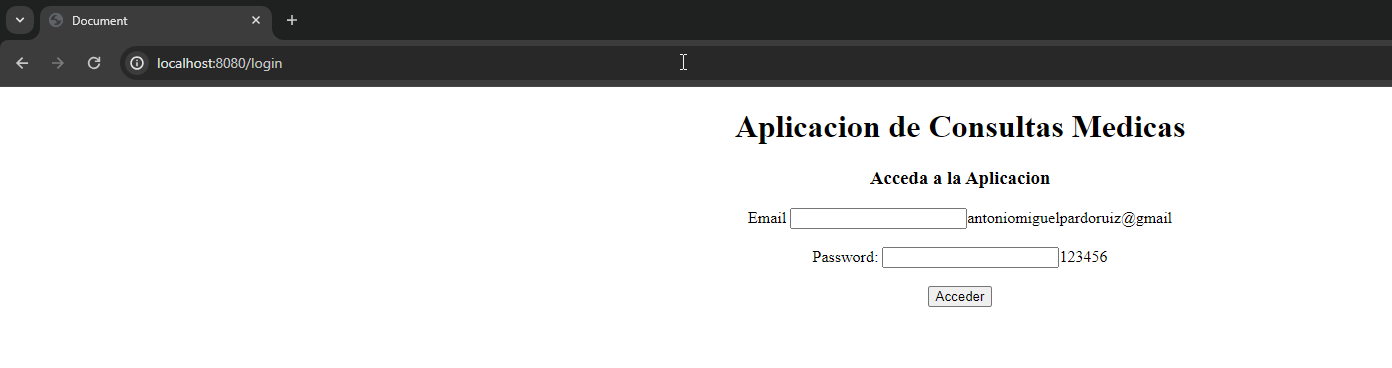 Document
localhost:8080/login
Aplicacion de Consultas Medicas
Acceda a la Aplicacion
Email antoniomiguelpardoruiz@gmail
Password: 123456
Acceder